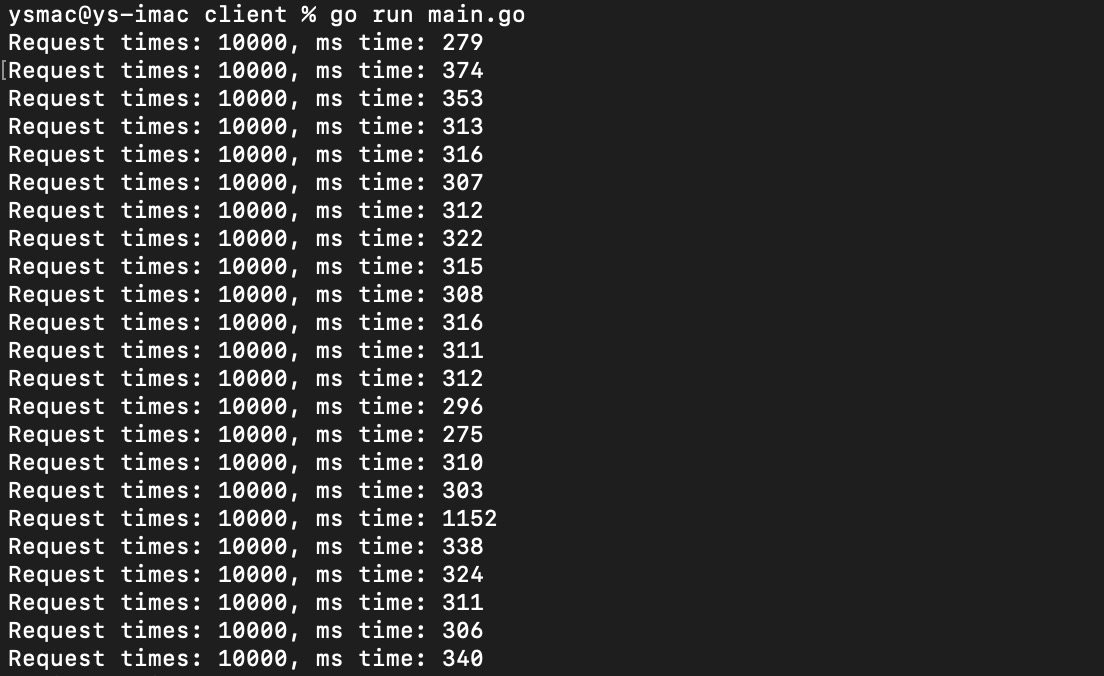 ysmac@ys-imac client % go run main.go
Request times: 10000, ms time: 279
[Request times: 10000, ms time: 374
Request times: 10000, ms time: 353
Request times: 10000, ms time: 313
Request times: 10000, ms time: 316
Request times: 10000, ms time: 307
Request times: 10000, ms time: 312
Request times: 10000, ms time: 322
Request times: 10000, ms time: 315
Request times: 10000, ms time: 308
Request times: 10000, ms time: 316
Request times: 10000, ms time: 311
Request times: 10000, ms time: 312
Request times: 10000, ms time: 296
Request times: 10000, ms time: 275
Request times: 10000, ms time: 310
Request times: 10000, ms time: 303
Request times: 10000, ms time: 1152
Request times: 10000, ms time: 338
Request times: 10000, ms time: 324
Request times: 10000, ms time: 311
Request times: 10000, ms time: 306
Request times: 10000, ms time: 340